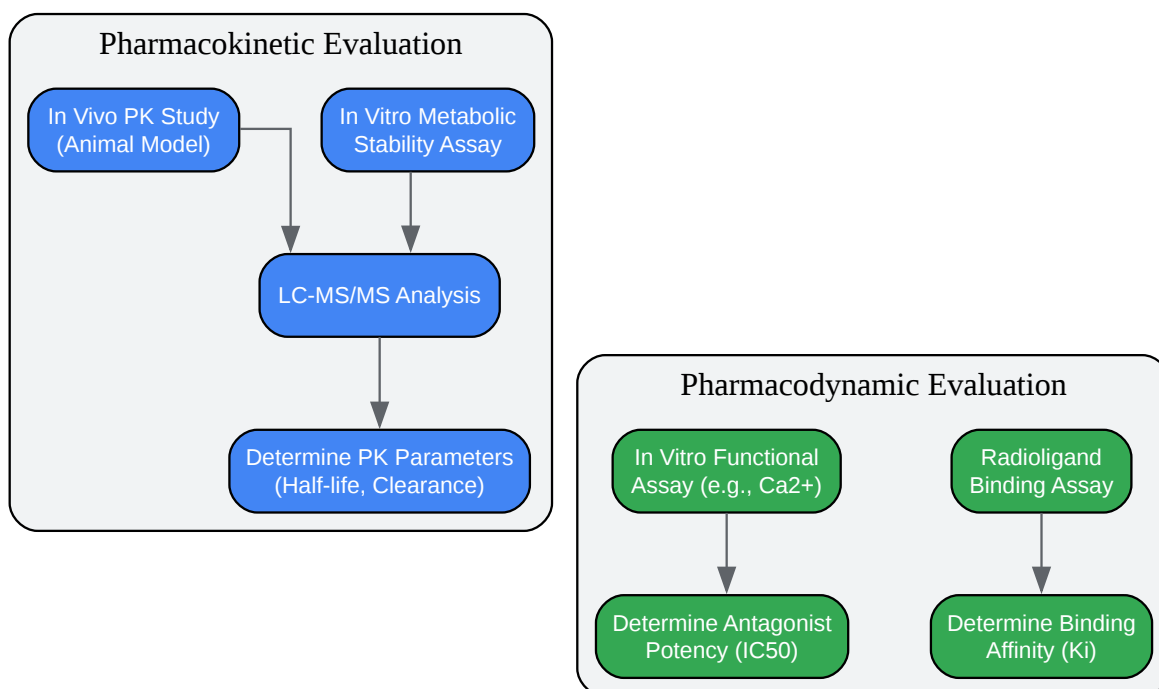 Pharmacokinetic Evaluation
In Vivo PK Study
(Animal Model)
In Vitro Metabolic
Stability Assay
LC-MS/MS Analysis
Determine PK Parameters
(Half-life, Clearance)
Pharmacodynamic Evaluation
In Vitro Functional
Assay (e.g., Ca2+)
Radioligand
Binding Assay
Determine Antagonist
Potency (IC50)
Determine Binding
Affinity (Ki)